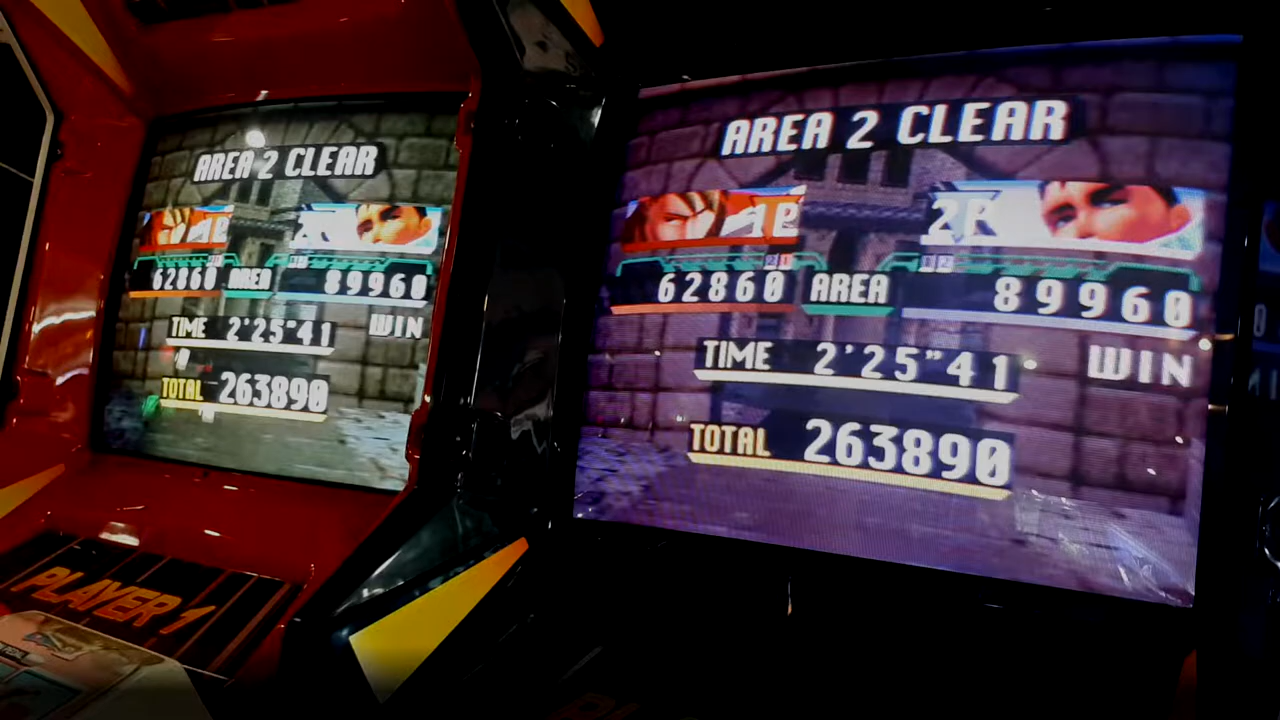 AREA 2 CLEAR
1P
62860 AREA 89960
TIME 2'25"41 WIN
TOTAL 263890
PLAYER 1
AREA 2 CLEAR
1P 2P
62860 AREA 89960
TIME 2'25"41 WIN
TOTAL 263890